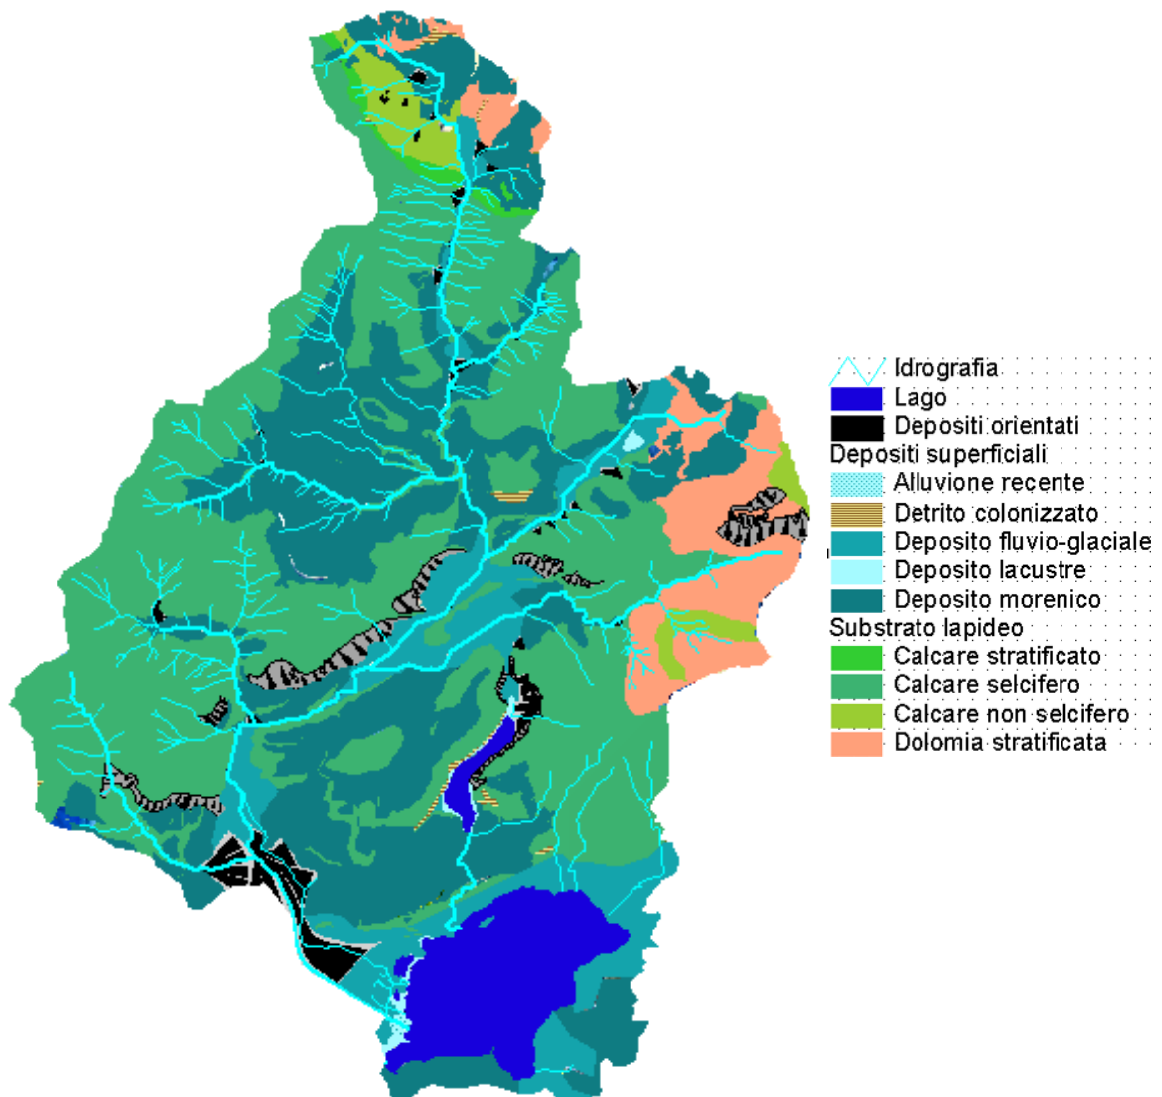 Idrografia
Lago
Depositi orientati
Depositi superficiali
Alluvione recente
Detrito colonizzato
Deposito fluvio-glaciale
Deposito lacustre
Deposito morenico
Substrato lapideo
Calcare stratificato
Calcare selcifero
Calcare non selcifero
Dolomia stratificata